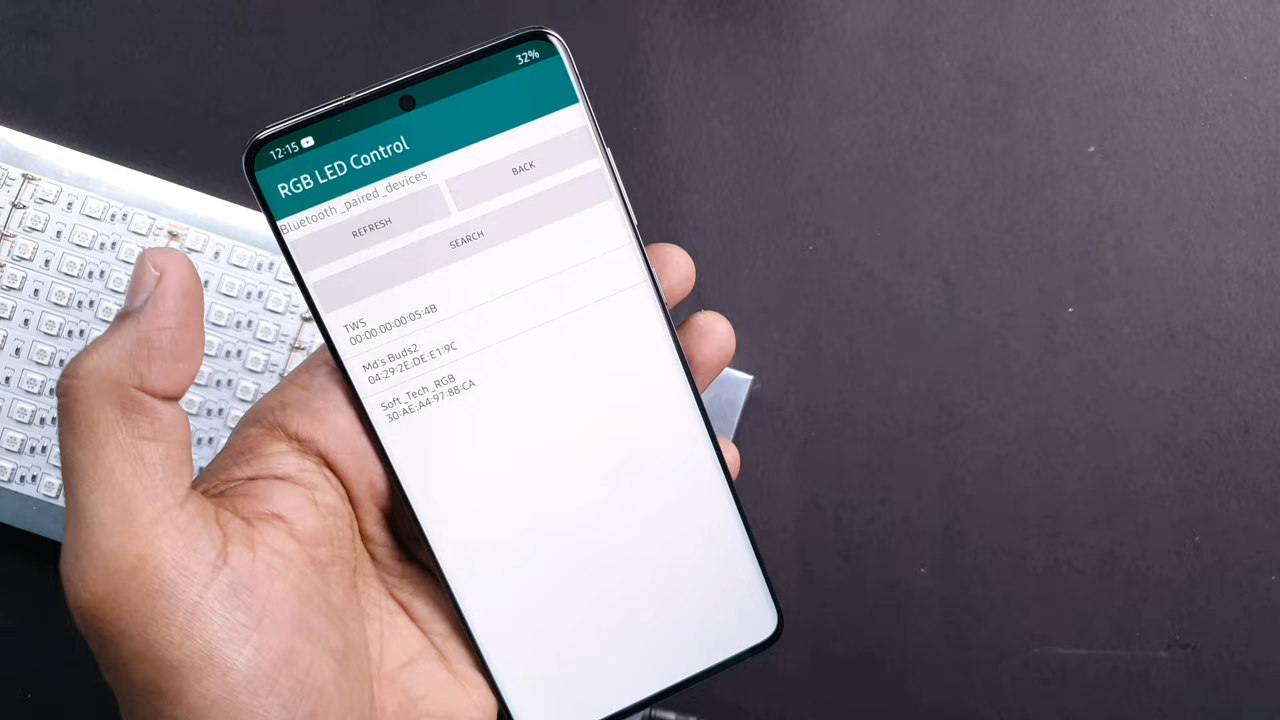 12:15
32%
RGB LED Control
Bluetooth_paired_devices
REFRESH
BACK
SEARCH
TWS
00:00:00:00:05:4B
Md's Buds2
04:29:2E:DE:E1:9C
Soft_Tech_RGB
30:AE:A4:97:88:CA